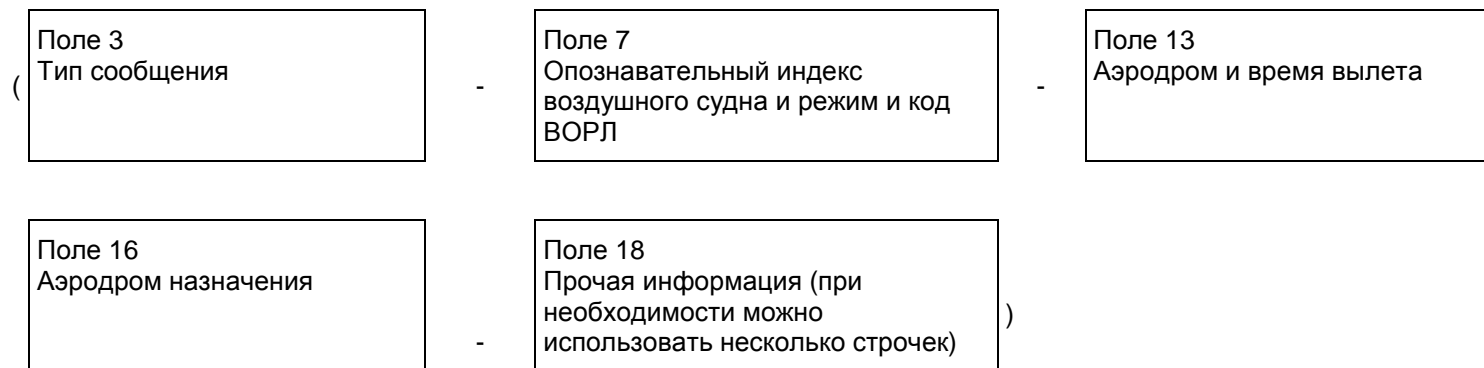 Поле 3
Тип сообщения
(
-
Поле 7
Опознавательный индекс
воздушного судна и режим и код
ВОРЛ
-
Поле 13
Аэродром и время вылета
Поле 16
Аэродром назначения
-
Поле 18
Прочая информация (при
необходимости можно
использовать несколько строчек)
)